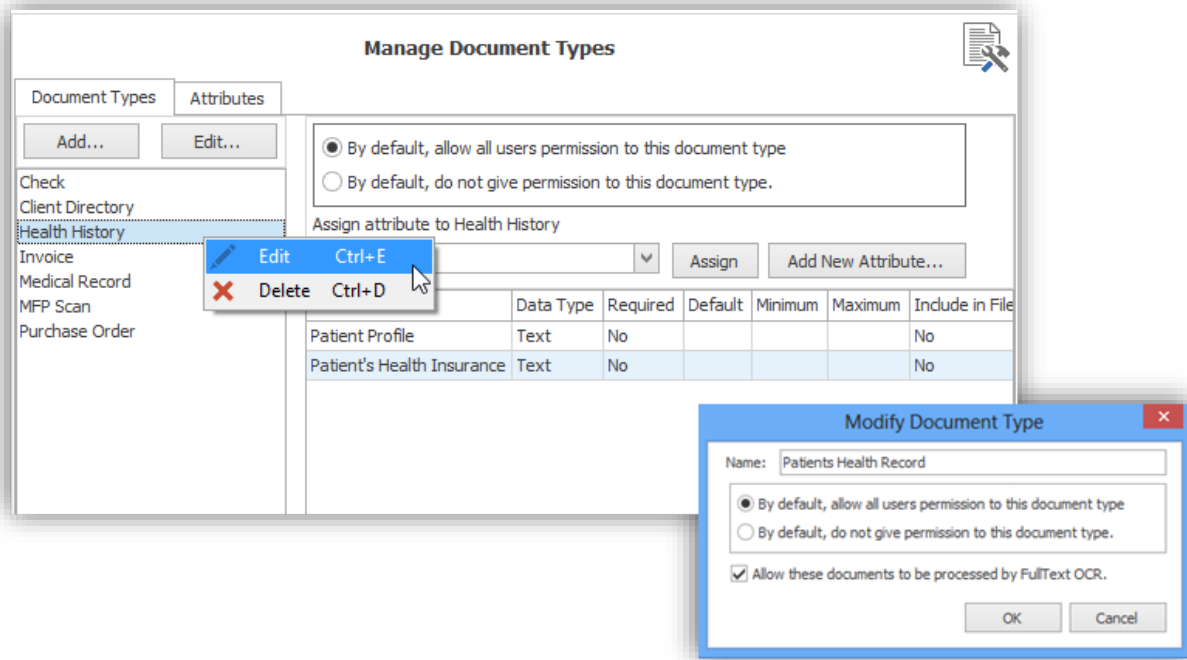 Manage Document Types
Document Types Attributes
Add... Edit...
Check
Client Directory
Health History
Invoice
Medical Record
MFP Scan
Purchase Order
Edit Ctrl+E
Delete Ctrl+D
By default, allow all users permission to this document type
By default, do not give permission to this document type.
Assign attribute to Health History
Assign Add New Attribute...
Data Type Required Default Minimum Maximum Include in File
Patient Profile Text No No
Patient's Health Insurance Text No No
Modify Document Type
Name: Patients Health Record
By default, allow all users permission to this document type
By default, do not give permission to this document type.
Allow these documents to be processed by FullText OCR.
OK Cancel